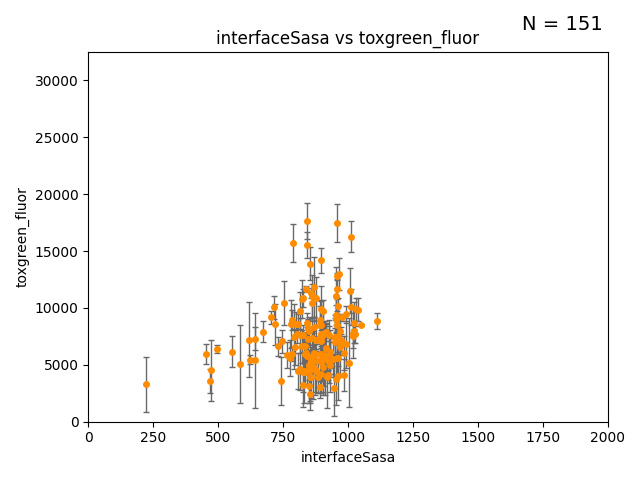 N = 151
interfaceSasa vs toxgreen_fluor
30000
25000
20000
15000
10000
5000
0
toxgreen_fluor
0 250 500 750 1000 1250 1500 1750 2000
interfaceSasa